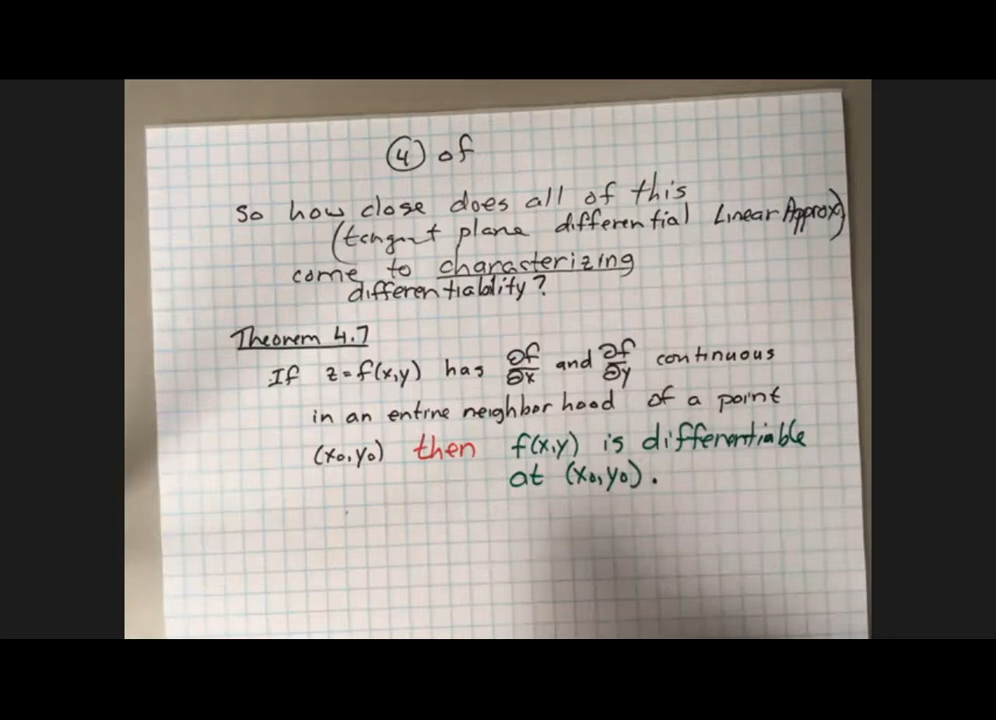 ④ of
So how close does all of this
(tangent plane differential Linear Approx)
come to characterizing
differentiablity?
Theorem 4.7
If z = f(x,y) has ∂f/∂x and ∂f/∂y continuous
in an entire neighborhood of a point
(x₀,y₀) then f(x,y) is differentiable
at (x₀,y₀).